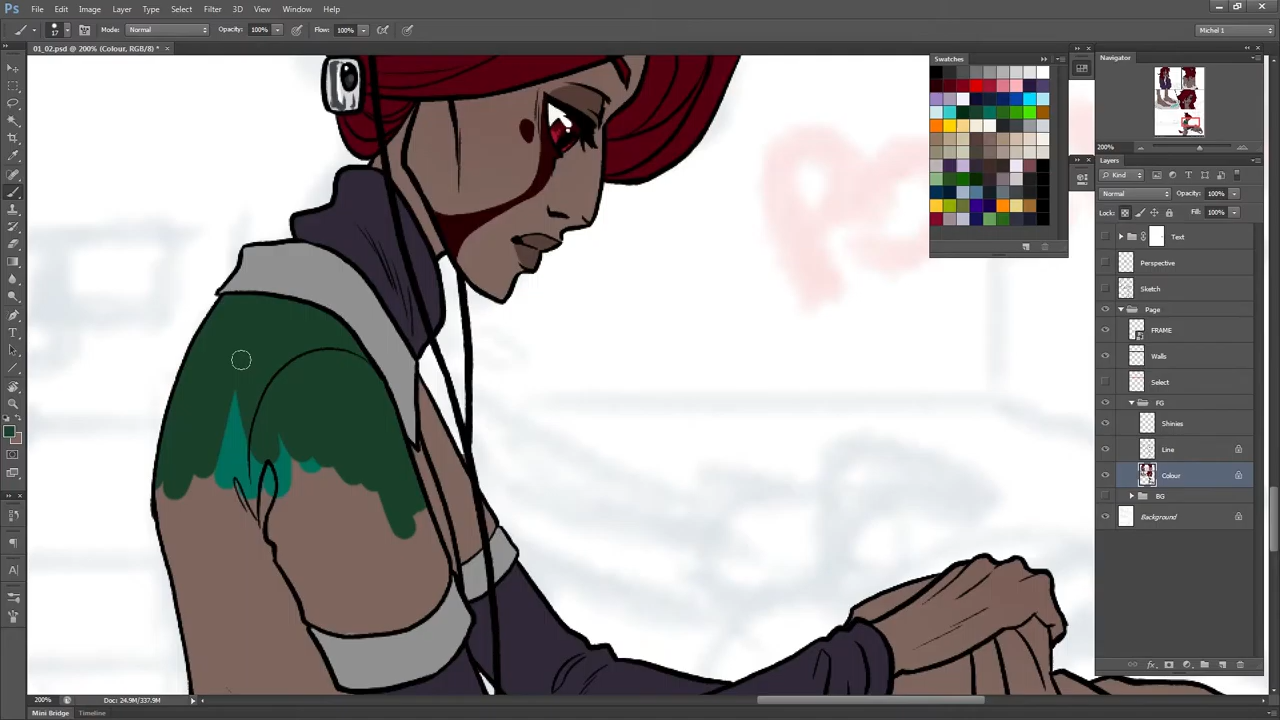 Ps File Edit Image Layer Type Select Filter 3D View Window Help
17 Mode: Normal Opacity: 100% Flow: 100% Michel 1
01_02.psd @ 200% (Colour, RGB/8) *
Swatches
Navigator
200%
Layers
Kind
Normal Opacity: 100%
Lock: Fill: 100%
Text
Perspective
Sketch
Page
FRAME
Walls
Select
FG
Shinies
Line
Colour
BG
Background
200% Doc: 24.9M/337.9M
Mini Bridge Timeline